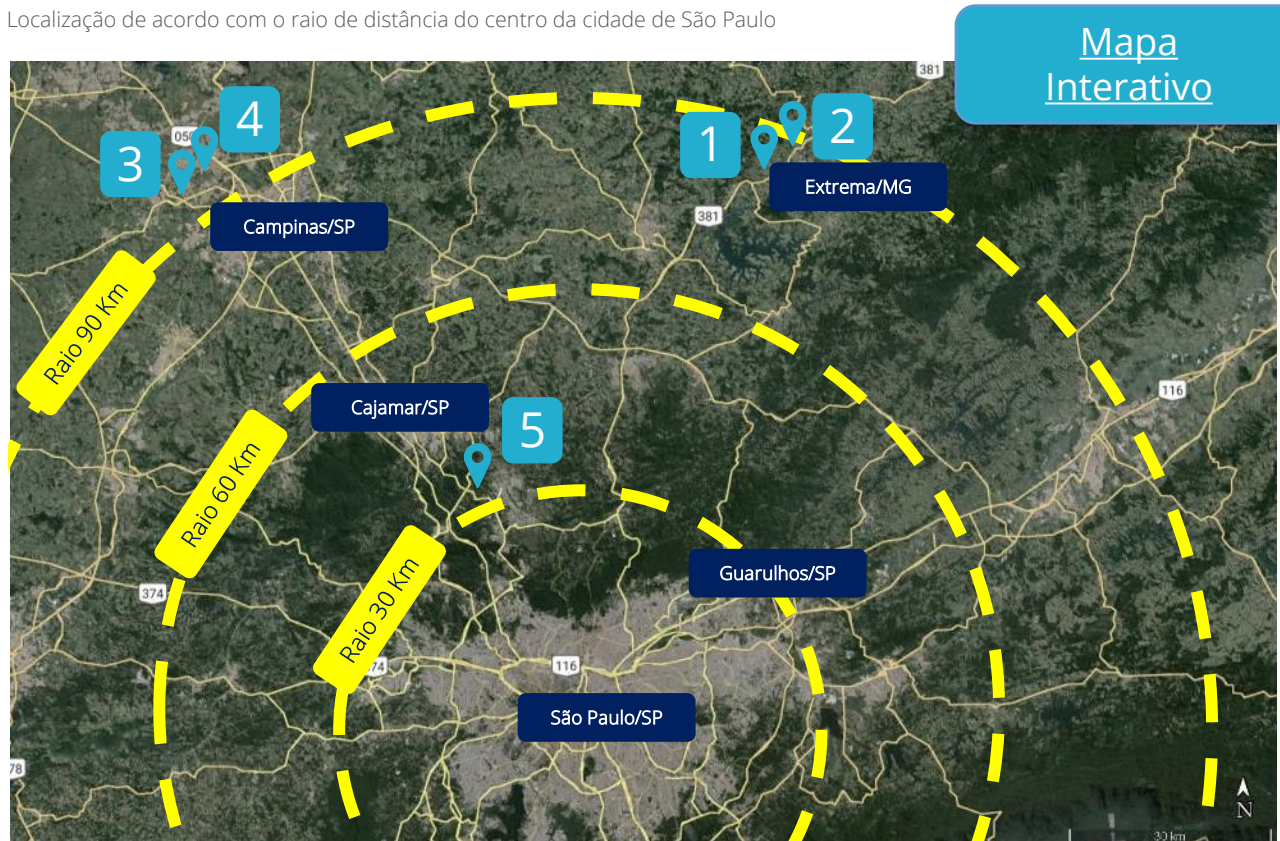 Localização de acordo com o raio de distância do centro da cidade de São Paulo
Mapa
Interativo
381
4
050
3
1
2
Extrema/MG
Campinas/SP
381
Raio 90 Km
Cajamar/SP
116
5
Raio 60 Km
Raio 30 Km
Guarulhos/SP
374
116
São Paulo/SP
78
N
30 km